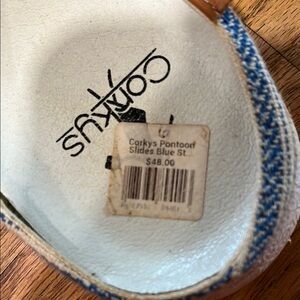 Corkys
Corkys Pontoon
Slides Blue St...
$48.00